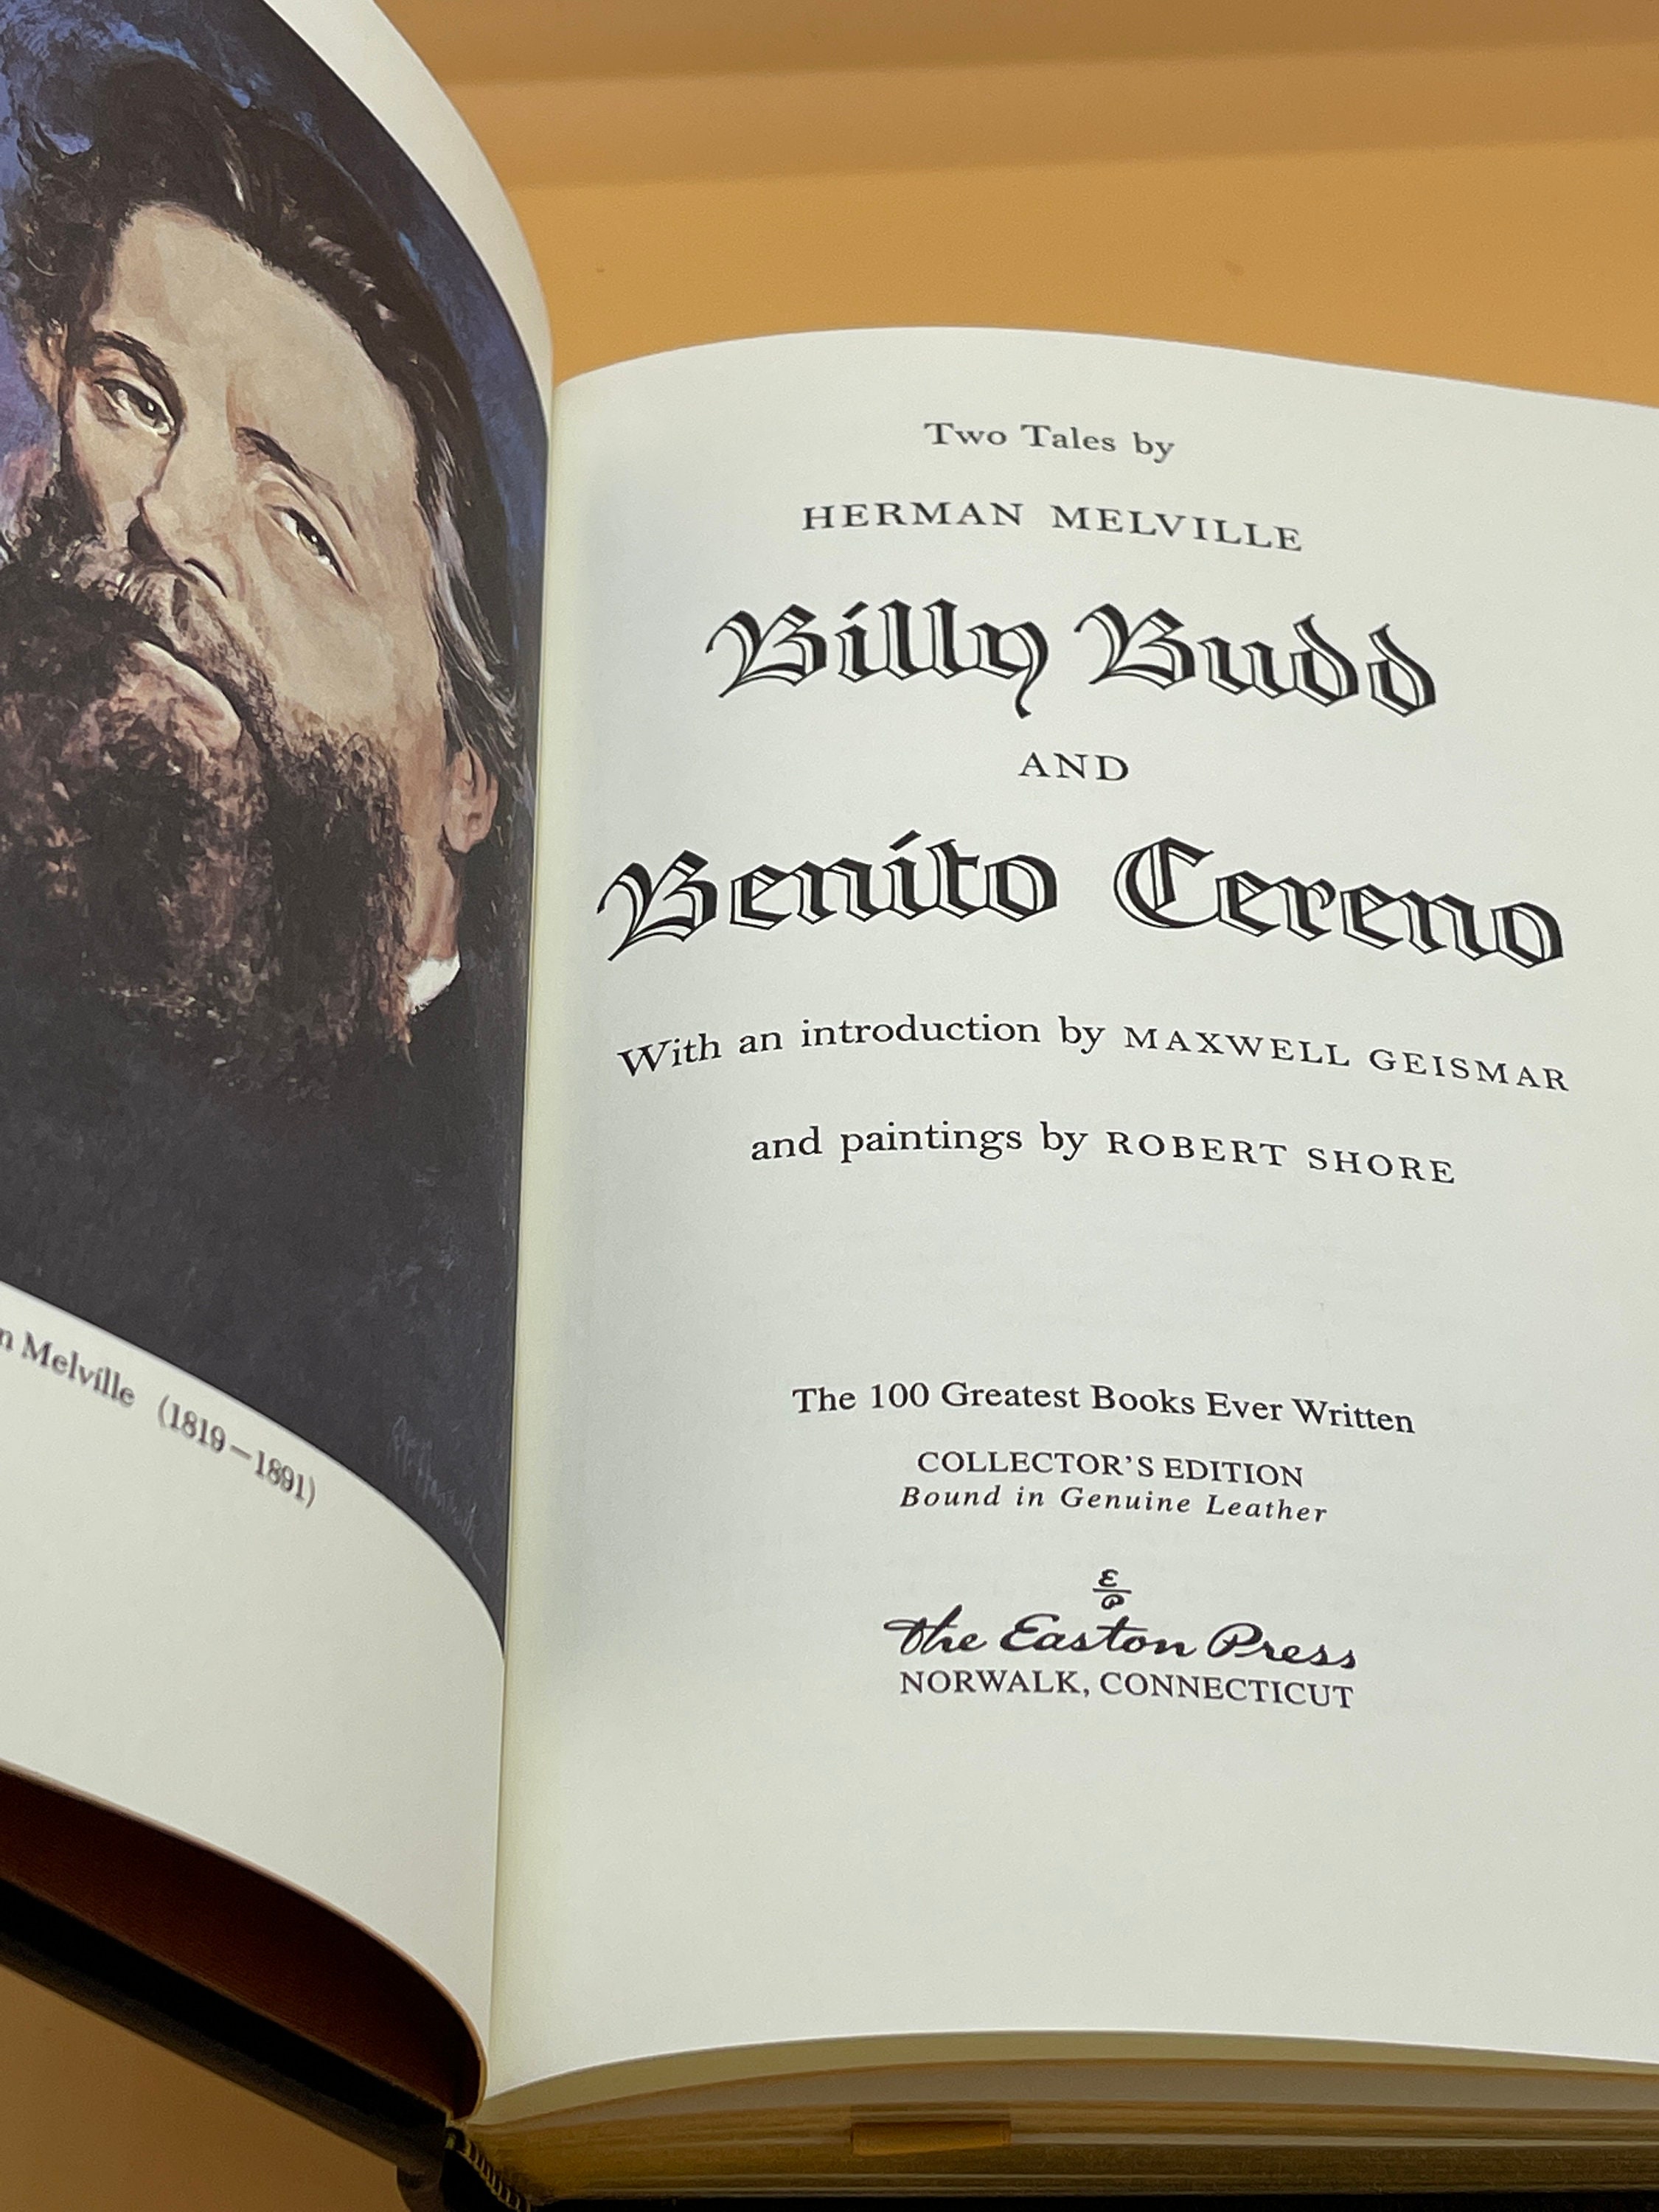 Melville (1819–1891)
Two Tales by
HERMAN MELVILLE
Billy Budd
AND
Benito Cereno
With an introduction by MAXWELL GEISMAR
and paintings by ROBERT SHORE
The 100 Greatest Books Ever Written
COLLECTOR'S EDITION
Bound in Genuine Leather
The Easton Press
NORWALK, CONNECTICUT